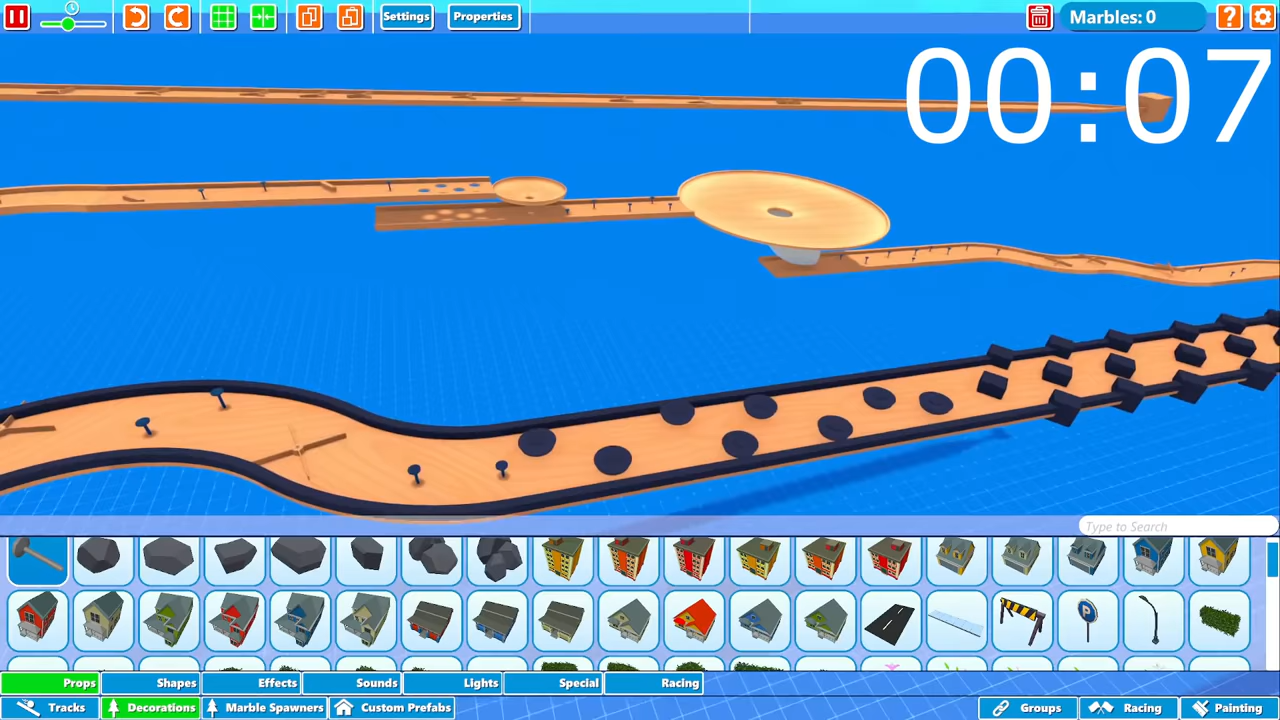 Settings
Properties
Marbles: 0
?
00:07
P
Type to Search
Props
Shapes
Effects
Sounds
Lights
Special
Racing
Tracks
Decorations
Marble Spawners
Custom Prefabs
Groups
Racing
Painting